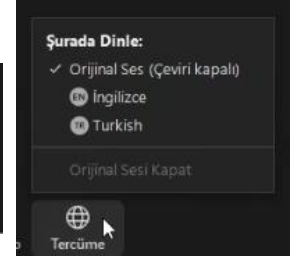 Şurada Dinle:
✓ Orijinal Ses (Çeviri kapalı)
EN İngilizce
TR Turkish
Orijinal Sesi Kapat
Tercüme